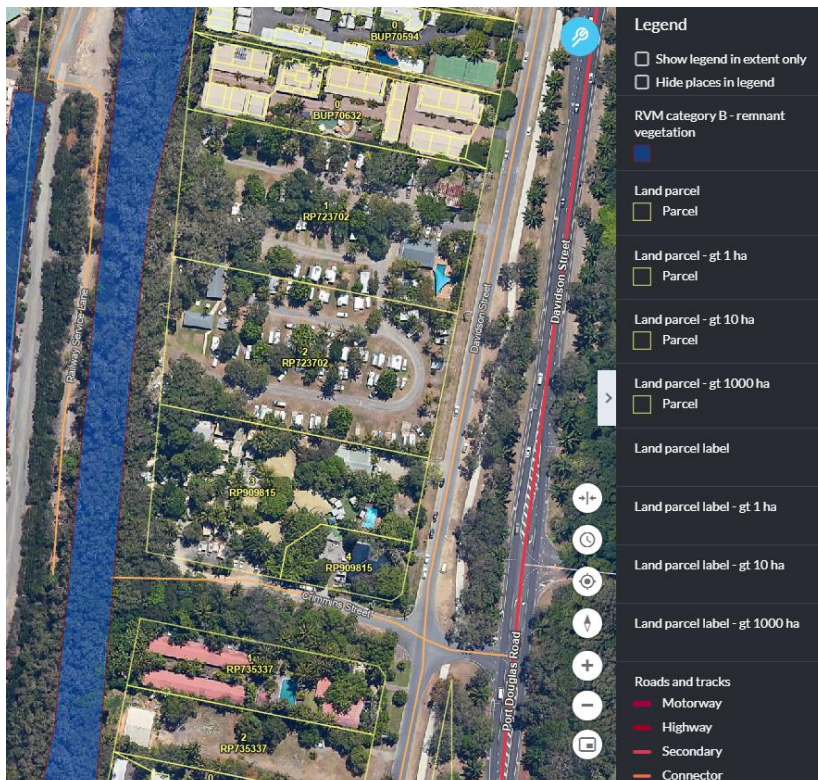 0
BUP70594
0
BUP70632
1
RP723702
2
RP723702
3
RP909815
4
RP909815
1
RP735337
2
RP735337
0
Railway Service Lane
Davidson Street
Davidson Street
Crimmins Street
Port Douglas Road
Legend
Show legend in extent only
Hide places in legend
RVM category B - remnant
vegetation
Land parcel
Parcel
Land parcel - gt 1 ha
Parcel
Land parcel - gt 10 ha
Parcel
Land parcel - gt 1000 ha
Parcel
Land parcel label
Land parcel label - gt 1 ha
Land parcel label - gt 10 ha
Land parcel label - gt 1000 ha
Roads and tracks
Motorway
Highway
Secondary
Connector